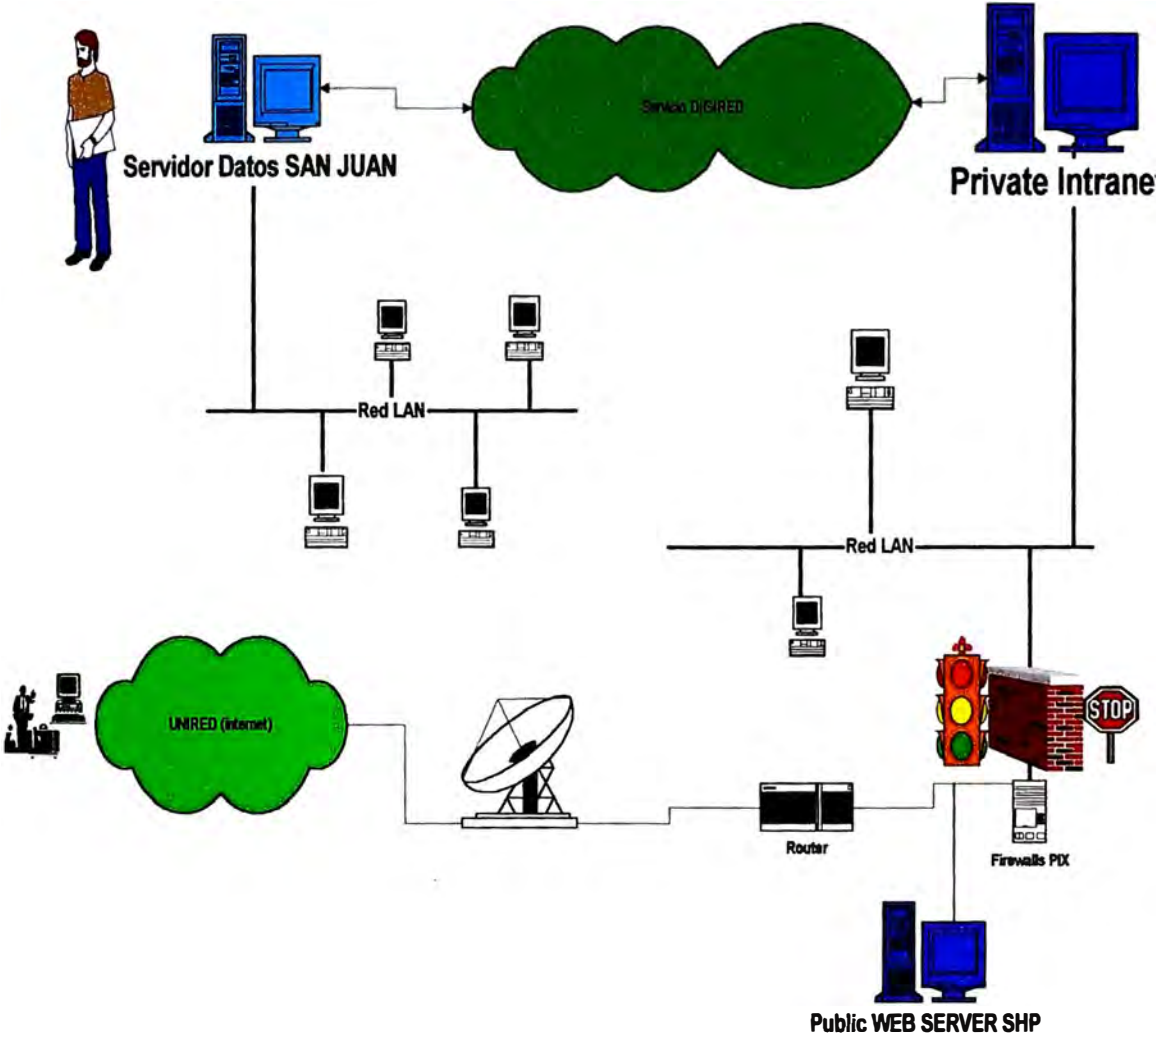 Servicio DIGIRED
Servidor Datos SAN JUAN
Private Intranet
Red LAN
Red LAN
UNIRED (internet)
STOP
Router
Firewalls PIX
Public WEB SERVER SHP